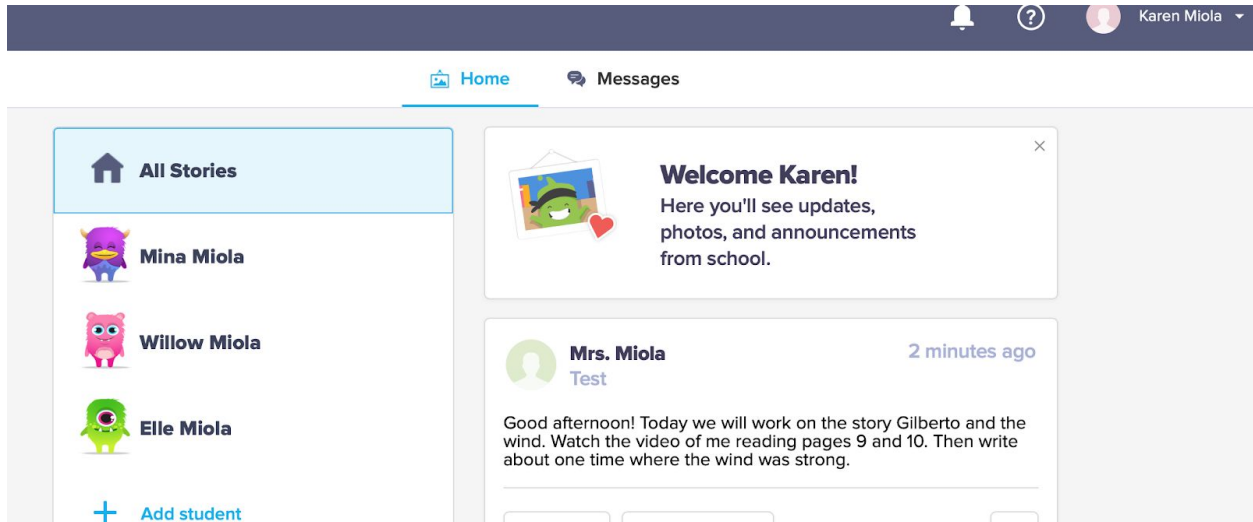 Karen Miola
Home
Messages
All Stories
Mina Miola
Willow Miola
Elle Miola
Add student
Welcome Karen!
Here you'll see updates,
photos, and announcements
from school.
Mrs. Miola
2 minutes ago
Test
Good afternoon! Today we will work on the story Gilberto and the
wind. Watch the video of me reading pages 9 and 10. Then write
about one time where the wind was strong.